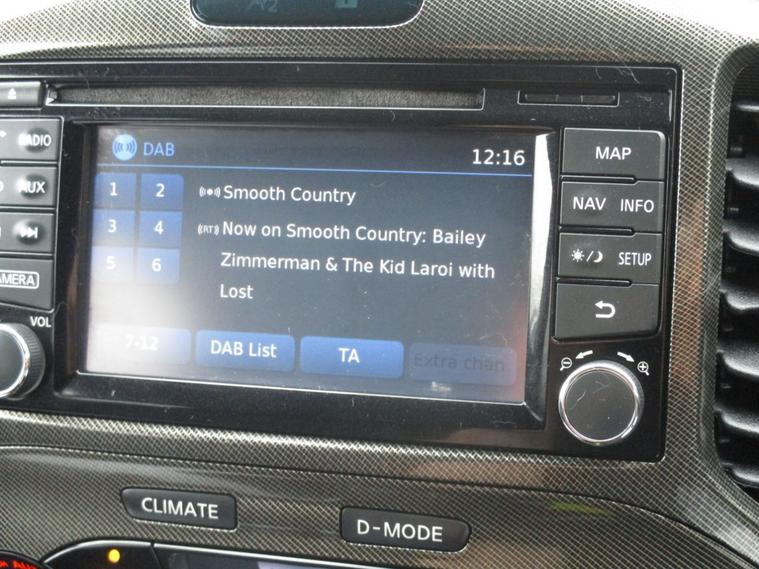 RADIO
DAB
12:16
MAP
AUX
1 2
Smooth Country
NAV INFO
3 4
(RT) Now on Smooth Country: Bailey
5 6
Zimmerman & The Kid Laroi with
SETUP
Lost
VOL
7-12
DAB List
TA
Extra chan
CLIMATE
D-MODE